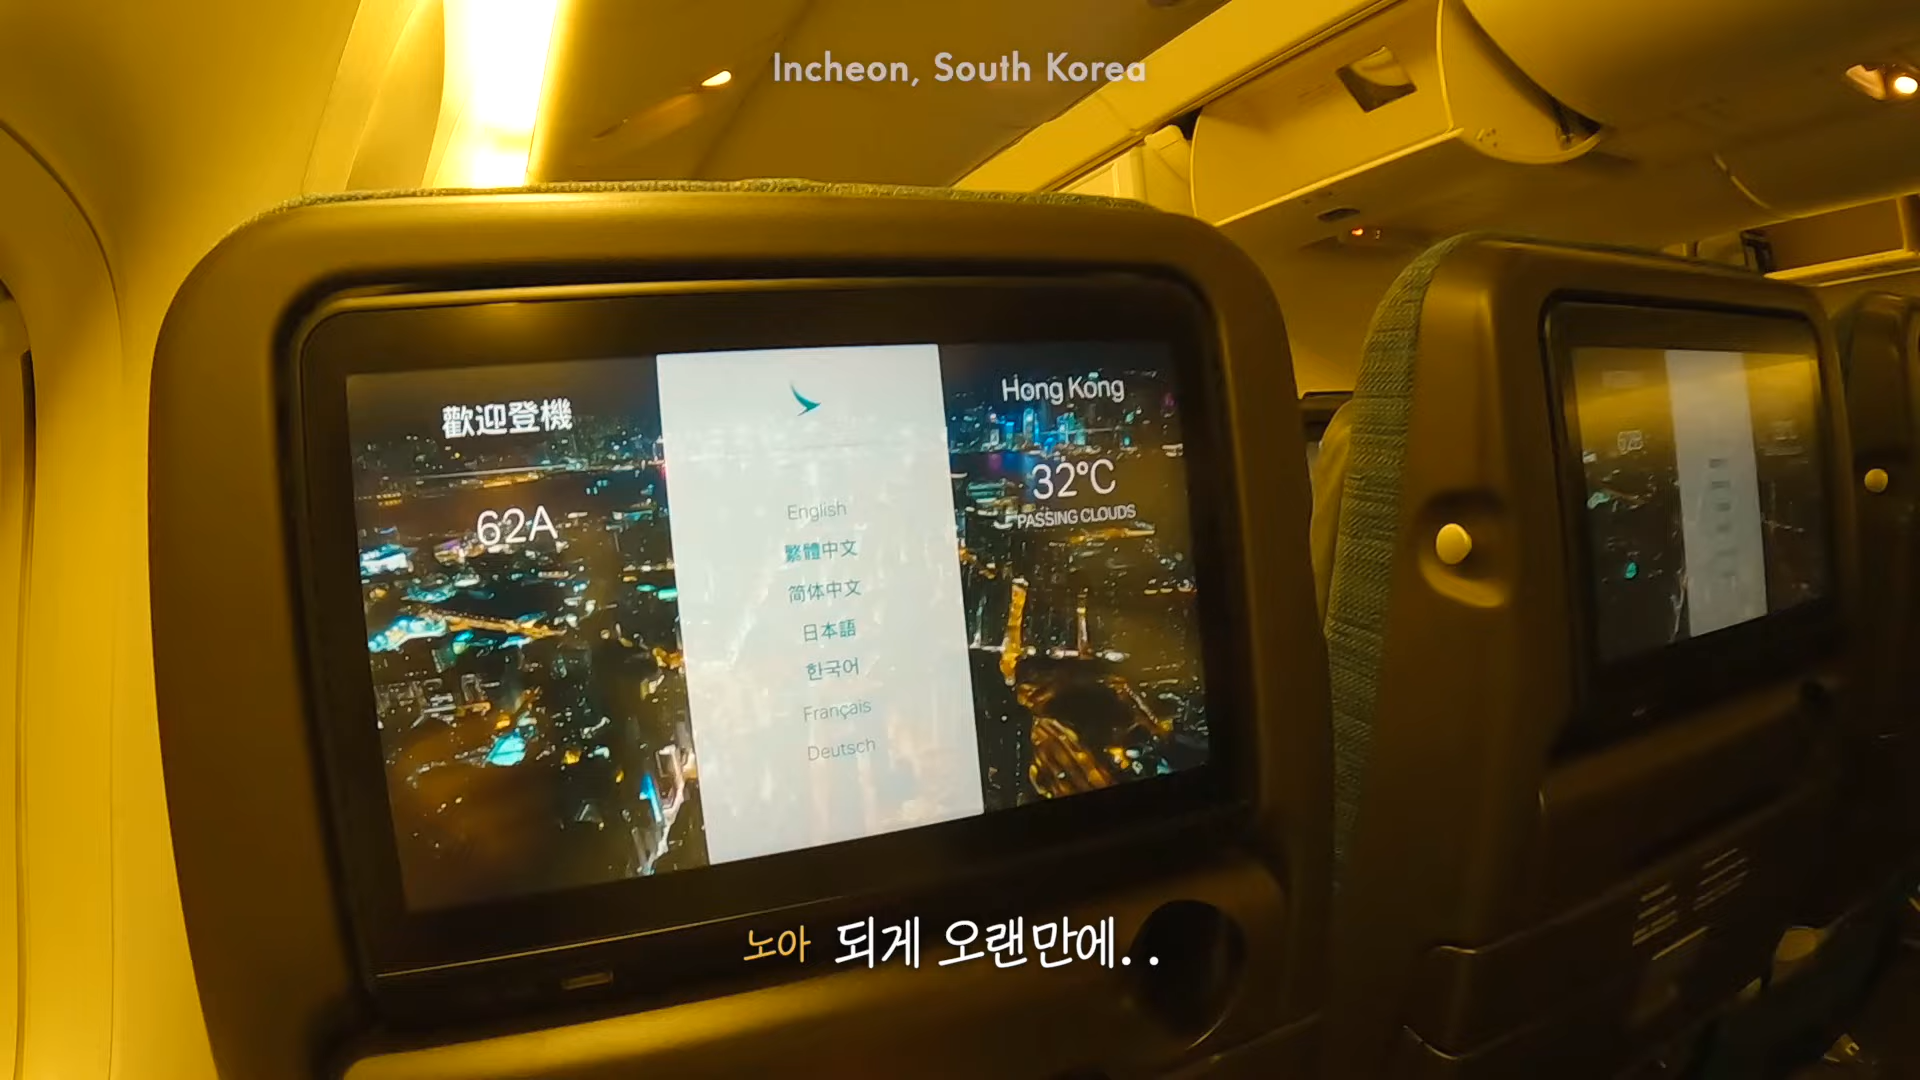 Incheon, South Korea
歡迎登機
62A
English
繁體中文
简体中文
日本語
한국어
Français
Deutsch
Hong Kong
32°C
PASSING CLOUDS
노아 되게 오랜만에. .